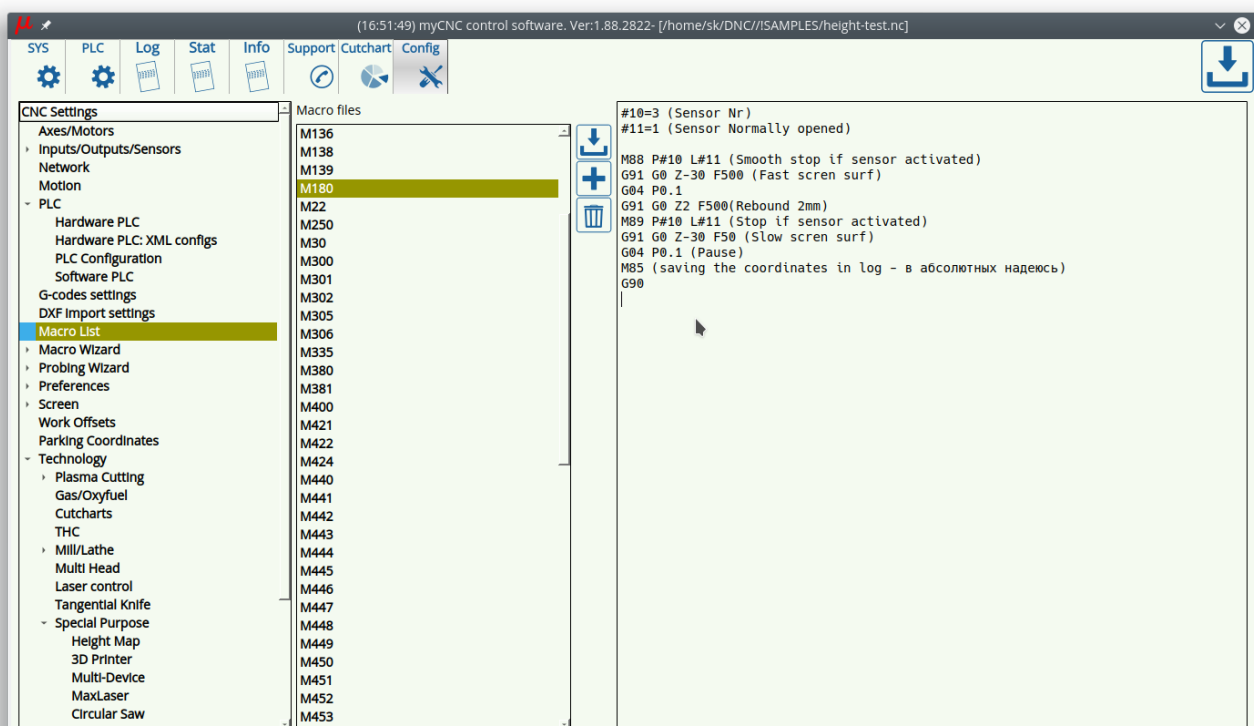 μ
(16:51:49) myCNC control software. Ver:1.88.2822- [/home/sk/DNC//!SAMPLES/height-test.nc]
SYS PLC Log Stat Info Support Cutchart Config
CNC Settings
Axes/Motors
Inputs/Outputs/Sensors
Network
Motion
PLC
Hardware PLC
Hardware PLC: XML configs
PLC Configuration
Software PLC
G-codes settings
DXF import settings
Macro List
Macro Wizard
Probing Wizard
Preferences
Screen
Work Offsets
Parking Coordinates
Technology
Plasma Cutting
Gas/Oxyfuel
Cutcharts
THC
Mill/Lathe
Multi Head
Laser control
Tangential Knife
Special Purpose
Height Map
3D Printer
Multi-Device
MaxLaser
Circular Saw
Macro files
M136
M138
M139
M180
M22
M250
M30
M300
M301
M302
M305
M306
M335
M380
M381
M400
M421
M422
M424
M440
M441
M442
M443
M444
M445
M446
M447
M448
M449
M450
M451
M452
M453
#10=3 (Sensor Nr)
#11=1 (Sensor Normally opened)
M88 P#10 L#11 (Smooth stop if sensor activated)
G91 G0 Z-30 F500 (Fast scren surf)
G04 P0.1
G91 G0 Z2 F500(Rebound 2mm)
M89 P#10 L#11 (Stop if sensor activated)
G91 G0 Z-30 F50 (Slow scren surf)
G04 P0.1 (Pause)
M85 (saving the coordinates in log - в абсолютных надеюсь)
G90